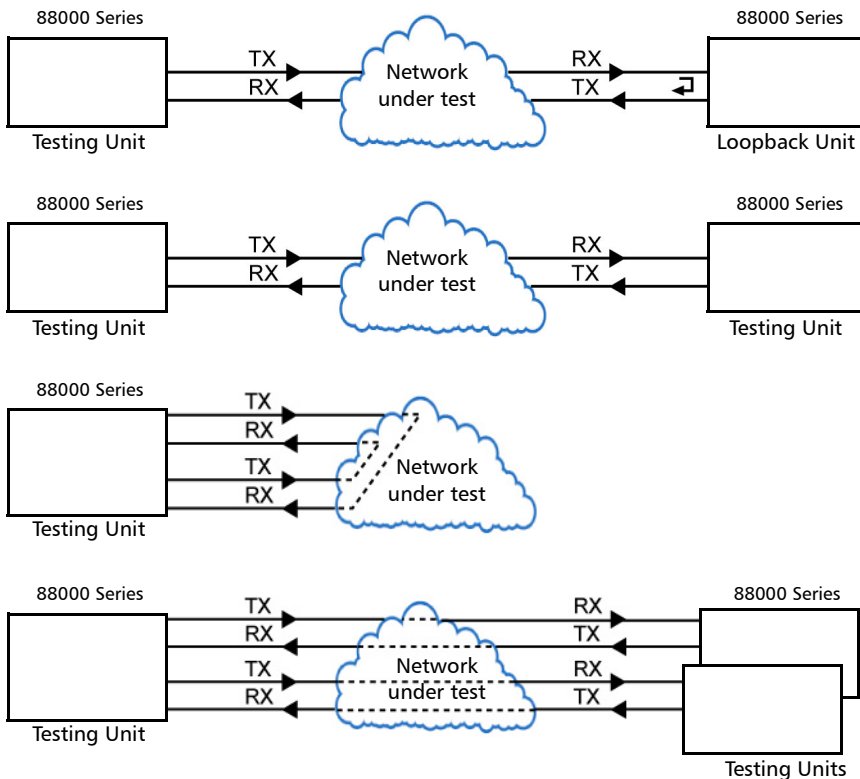 88000 Series 88000 Series
TX RX
Network
RX TX
under test
Testing Unit Loopback Unit
88000 Series 88000 Series
TX RX
Network
RX TX
under test
Testing Unit Testing Unit
88000 Series
TX
RX
Network
TX
under test
RX
Testing Unit
88000 Series 88000 Series
TX RX
RX TX
Network
TX RX
under test
RX TX
Testing Unit
Testing Units